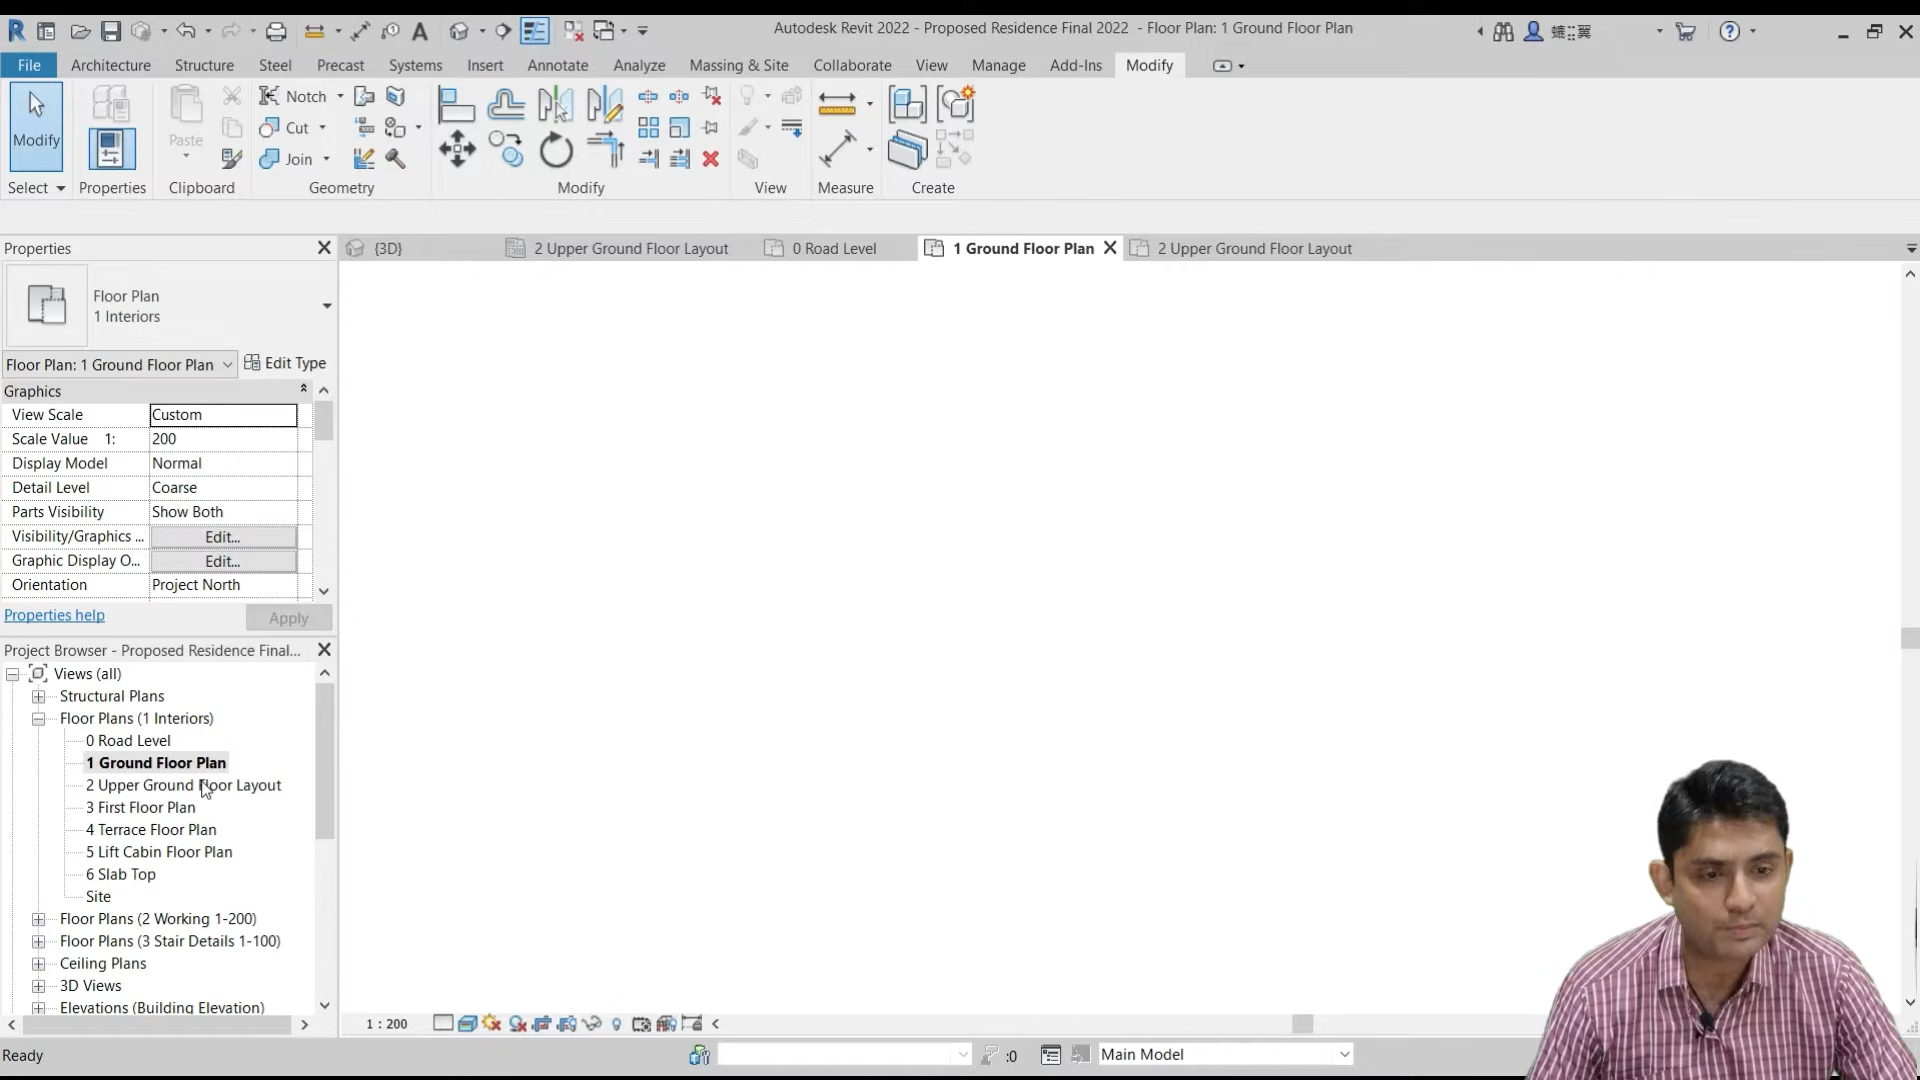 Autodesk Revit 2022 - Proposed Residence Final 2022 - Floor Plan: 1 Ground Floor Plan
File Architecture Structure Steel Precast Systems Insert Annotate Analyze Massing & Site Collaborate View Manage Add-Ins Modify
Modify
Paste
Notch
Cut
Join
Select Properties Clipboard Geometry Modify View Measure Create
Properties
{3D} 2 Upper Ground Floor Layout 0 Road Level 1 Ground Floor Plan 2 Upper Ground Floor Layout
Floor Plan
1 Interiors
Floor Plan: 1 Ground Floor Plan Edit Type
Graphics
View Scale Custom
Scale Value 1: 200
Display Model Normal
Detail Level Coarse
Parts Visibility Show Both
Visibility/Graphics ... Edit...
Graphic Display O... Edit...
Orientation Project North
Properties help Apply
Project Browser - Proposed Residence Final...
Views (all)
Structural Plans
Floor Plans (1 Interiors)
0 Road Level
1 Ground Floor Plan
2 Upper Ground Floor Layout
3 First Floor Plan
4 Terrace Floor Plan
5 Lift Cabin Floor Plan
6 Slab Top
Site
Floor Plans (2 Working 1-200)
Floor Plans (3 Stair Details 1-100)
Ceiling Plans
3D Views
Elevations (Building Elevation)
1 : 200
Ready :0 Main Model